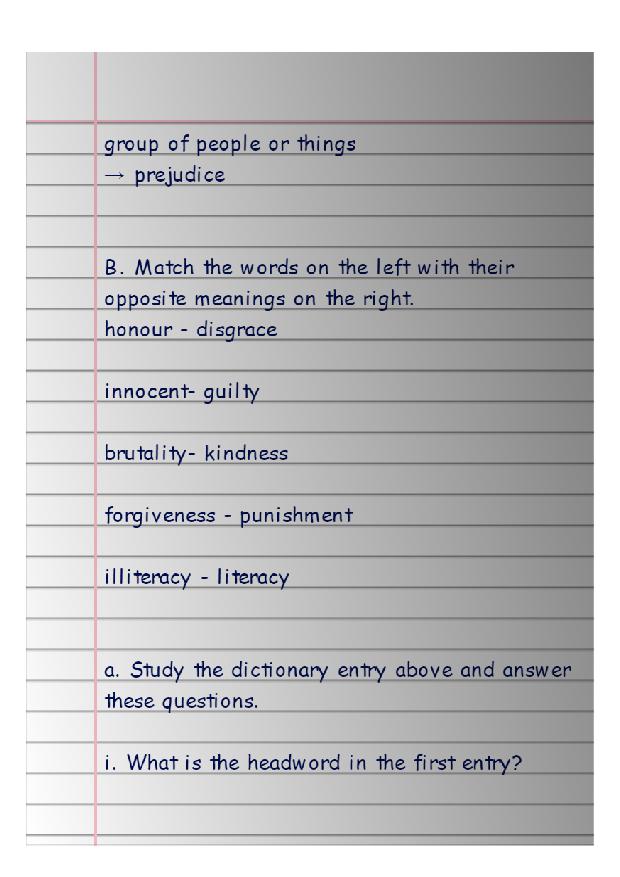 group of people or things
→ prejudice
B. Match the words on the left with their
opposite meanings on the right.
honour - disgrace
innocent- guilty
brutality- kindness
forgiveness - punishment
illiteracy - literacy
a. Study the dictionary entry above and answer
these questions.
i. What is the headword in the first entry?